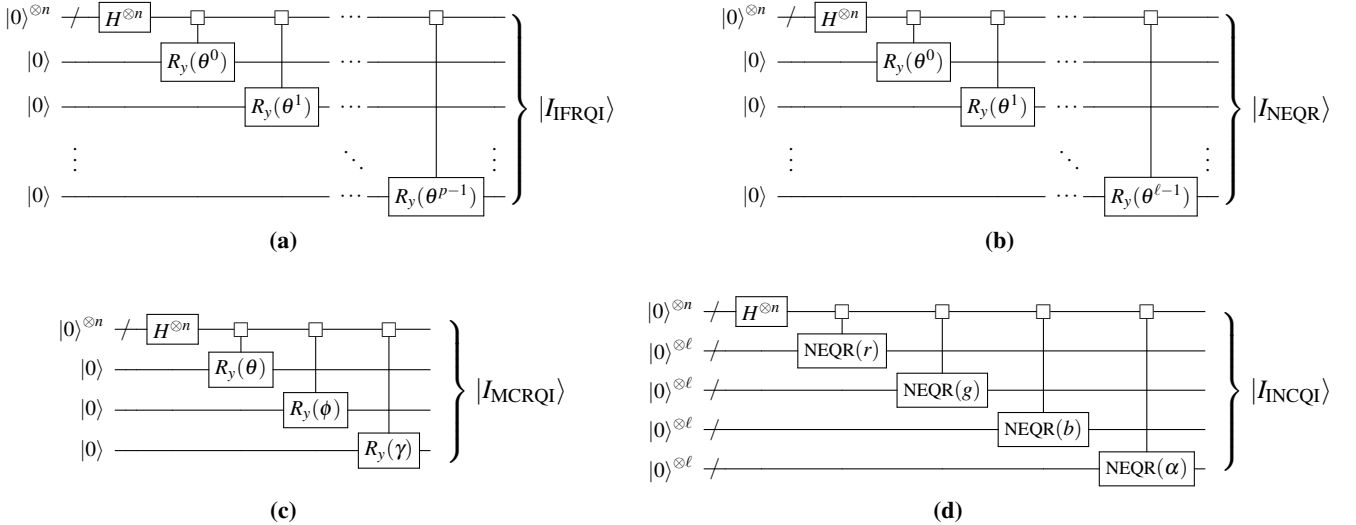 |0⟩^{⊗n} H^{⊗n} ⋯ ⋯
|0⟩ R_y(θ^0) ⋯
|0⟩ R_y(θ^1) ⋯
⋮ ⋱ ⋮
|0⟩ ⋯ R_y(θ^{p−1})
|I_IFRQI⟩
(a)
|0⟩^{⊗n} H^{⊗n} ⋯ ⋯
|0⟩ R_y(θ^0) ⋯
|0⟩ R_y(θ^1) ⋯
⋮ ⋱ ⋮
|0⟩ ⋯ R_y(θ^{ℓ−1})
|I_NEQR⟩
(b)
|0⟩^{⊗n} H^{⊗n}
|0⟩ R_y(θ)
|0⟩ R_y(ϕ)
|0⟩ R_y(γ)
|I_MCRQI⟩
(c)
|0⟩^{⊗n} H^{⊗n}
|0⟩^{⊗ℓ} NEQR(r)
|0⟩^{⊗ℓ} NEQR(g)
|0⟩^{⊗ℓ} NEQR(b)
|0⟩^{⊗ℓ} NEQR(α)
|I_INCQI⟩
(d)